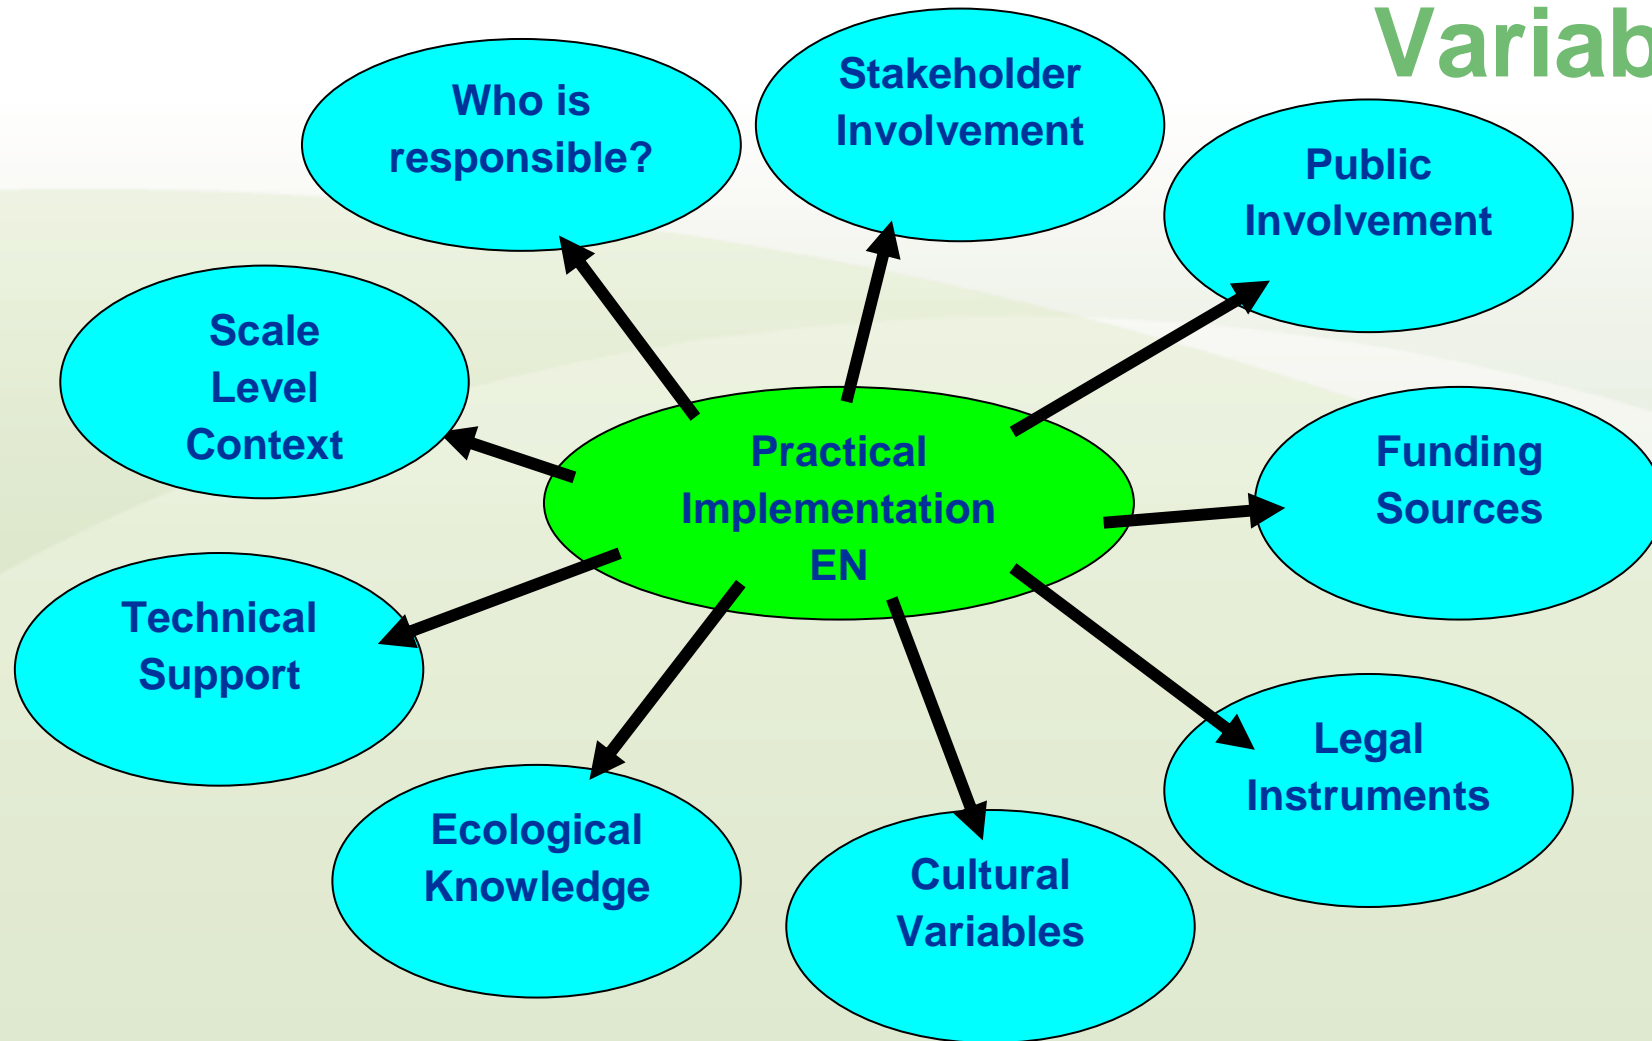 Variab
Who is
responsible?
Stakeholder
Involvement
Public
Involvement
Scale
Level
Context
Practical
Implementation
EN
Funding
Sources
Technical
Support
Legal
Instruments
Ecological
Knowledge
Cultural
Variables